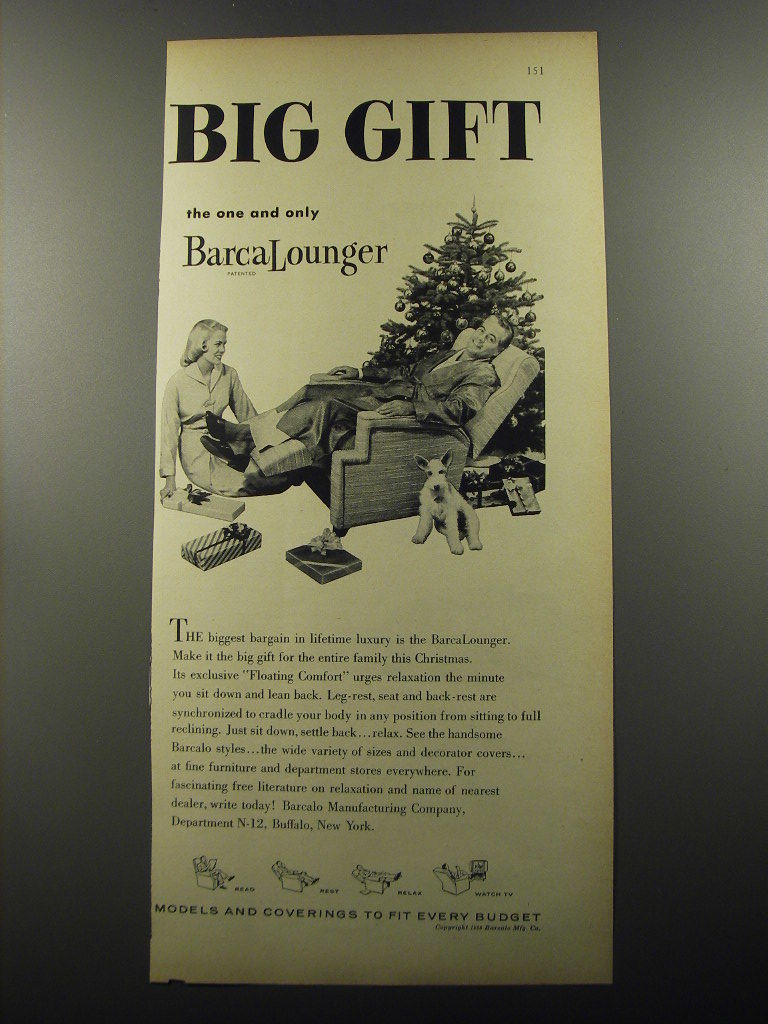 151
BIG GIFT
the one and only
BarcaLounger
PATENTED
THE biggest bargain in lifetime luxury is the BarcaLounger.
Make it the big gift for the entire family this Christmas.
Its exclusive "Floating Comfort" urges relaxation the minute
you sit down and lean back. Leg-rest, seat and back-rest are
synchronized to cradle your body in any position from sitting to full
reclining. Just sit down, settle back...relax. See the handsome
Barcalo styles...the wide variety of sizes and decorator covers...
at fine furniture and department stores everywhere. For
fascinating free literature on relaxation and name of nearest
dealer, write today! Barcalo Manufacturing Company,
Department N-12, Buffalo, New York.
READ REST RELAX WATCH TV
MODELS AND COVERINGS TO FIT EVERY BUDGET
Copyright Barcalo Mfg. Co.